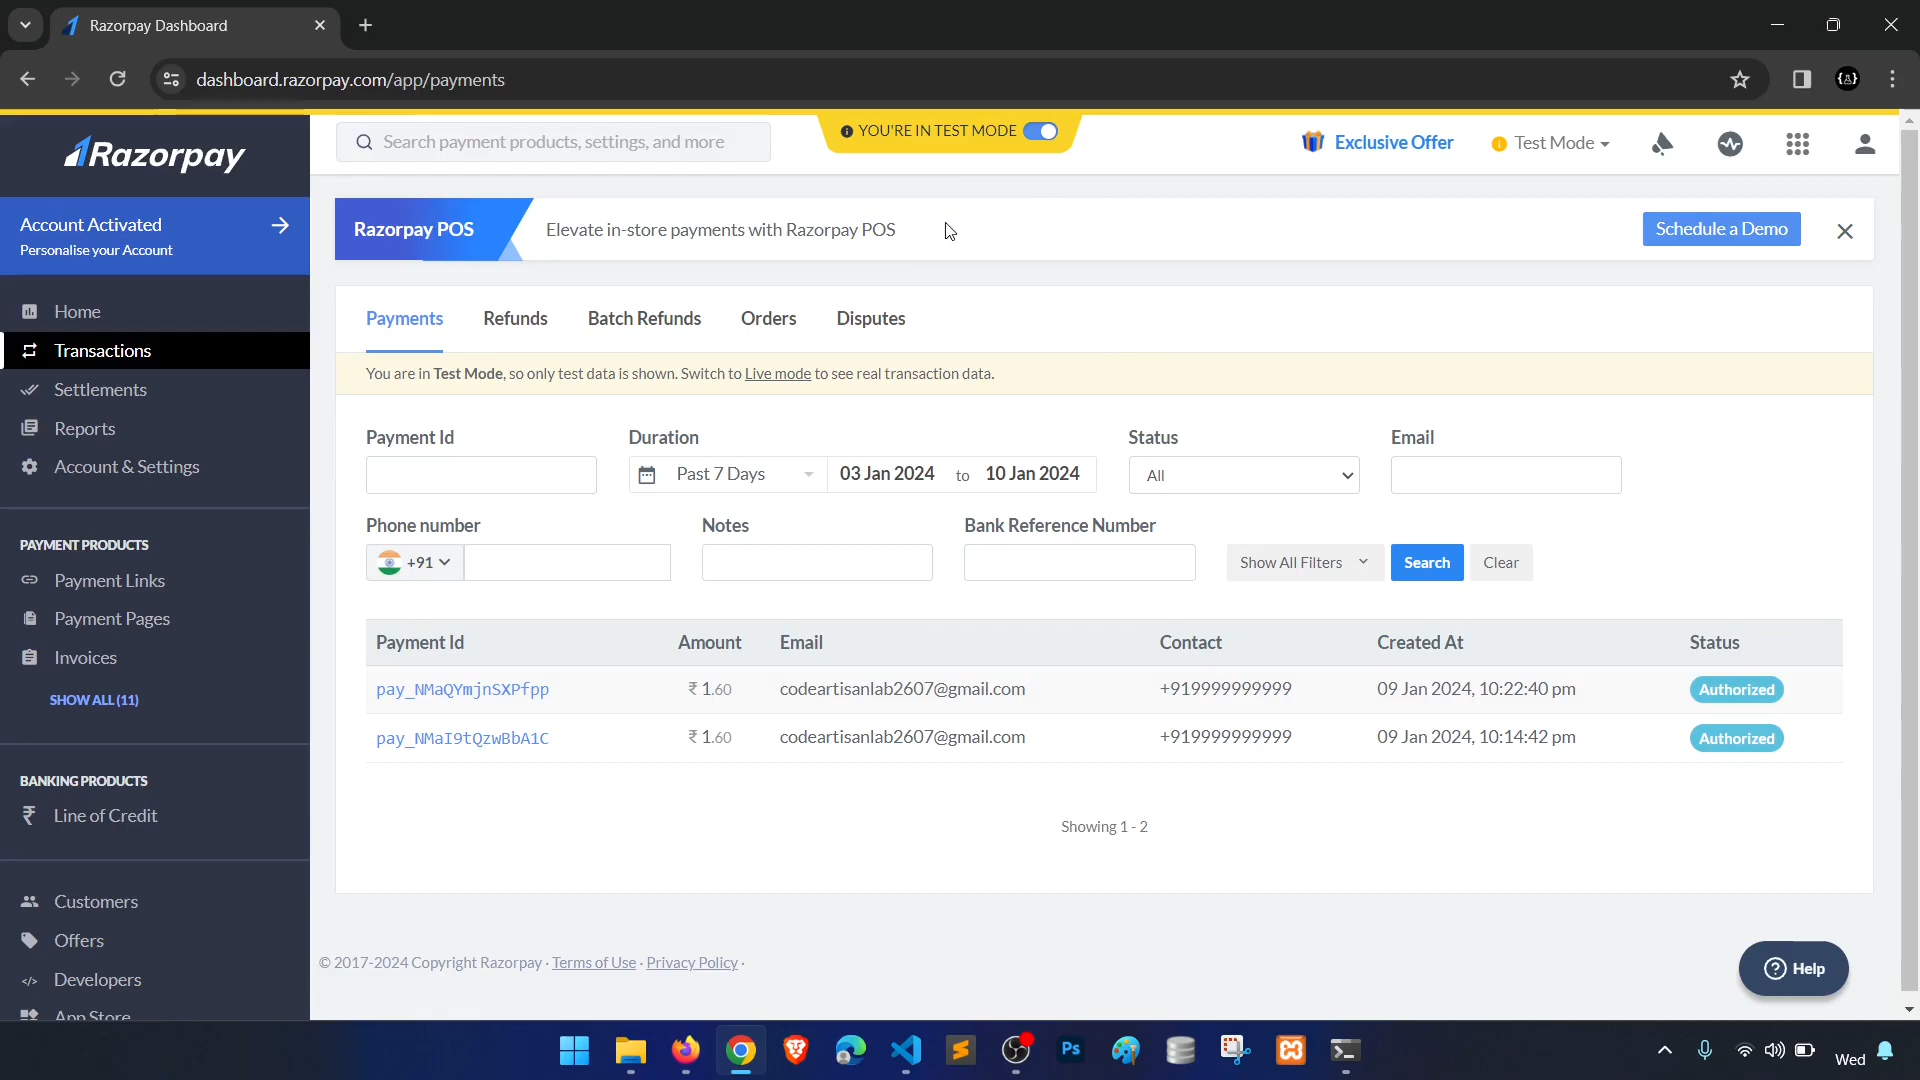 Razorpay Dashboard
dashboard.razorpay.com/app/payments
Razorpay
Search payment products, settings, and more
YOU'RE IN TEST MODE
Exclusive Offer
Test Mode
Account Activated
Personalise your Account
Razorpay POS
Elevate in-store payments with Razorpay POS
Schedule a Demo
Home
Transactions
Settlements
Reports
Account & Settings
PAYMENT PRODUCTS
Payment Links
Payment Pages
Invoices
SHOW ALL (11)
BANKING PRODUCTS
₹ Line of Credit
Customers
Offers
Developers
App Store
Payments Refunds Batch Refunds Orders Disputes
You are in Test Mode, so only test data is shown. Switch to Live mode to see real transaction data.
Payment Id Duration Status Email
Past 7 Days 03 Jan 2024 to 10 Jan 2024 All
Phone number Notes Bank Reference Number
+91 Show All Filters Search Clear
Payment Id Amount Email Contact Created At Status
pay_NMaQYmjnSXPfpp ₹ 1.60 codeartisanlab2607@gmail.com +919999999999 09 Jan 2024, 10:22:40 pm Authorized
pay_NMaI9tQzwBbA1C ₹ 1.60 codeartisanlab2607@gmail.com +919999999999 09 Jan 2024, 10:14:42 pm Authorized
Showing 1 - 2
© 2017-2024 Copyright Razorpay · Terms of Use · Privacy Policy ·
Help
Ps
Wed